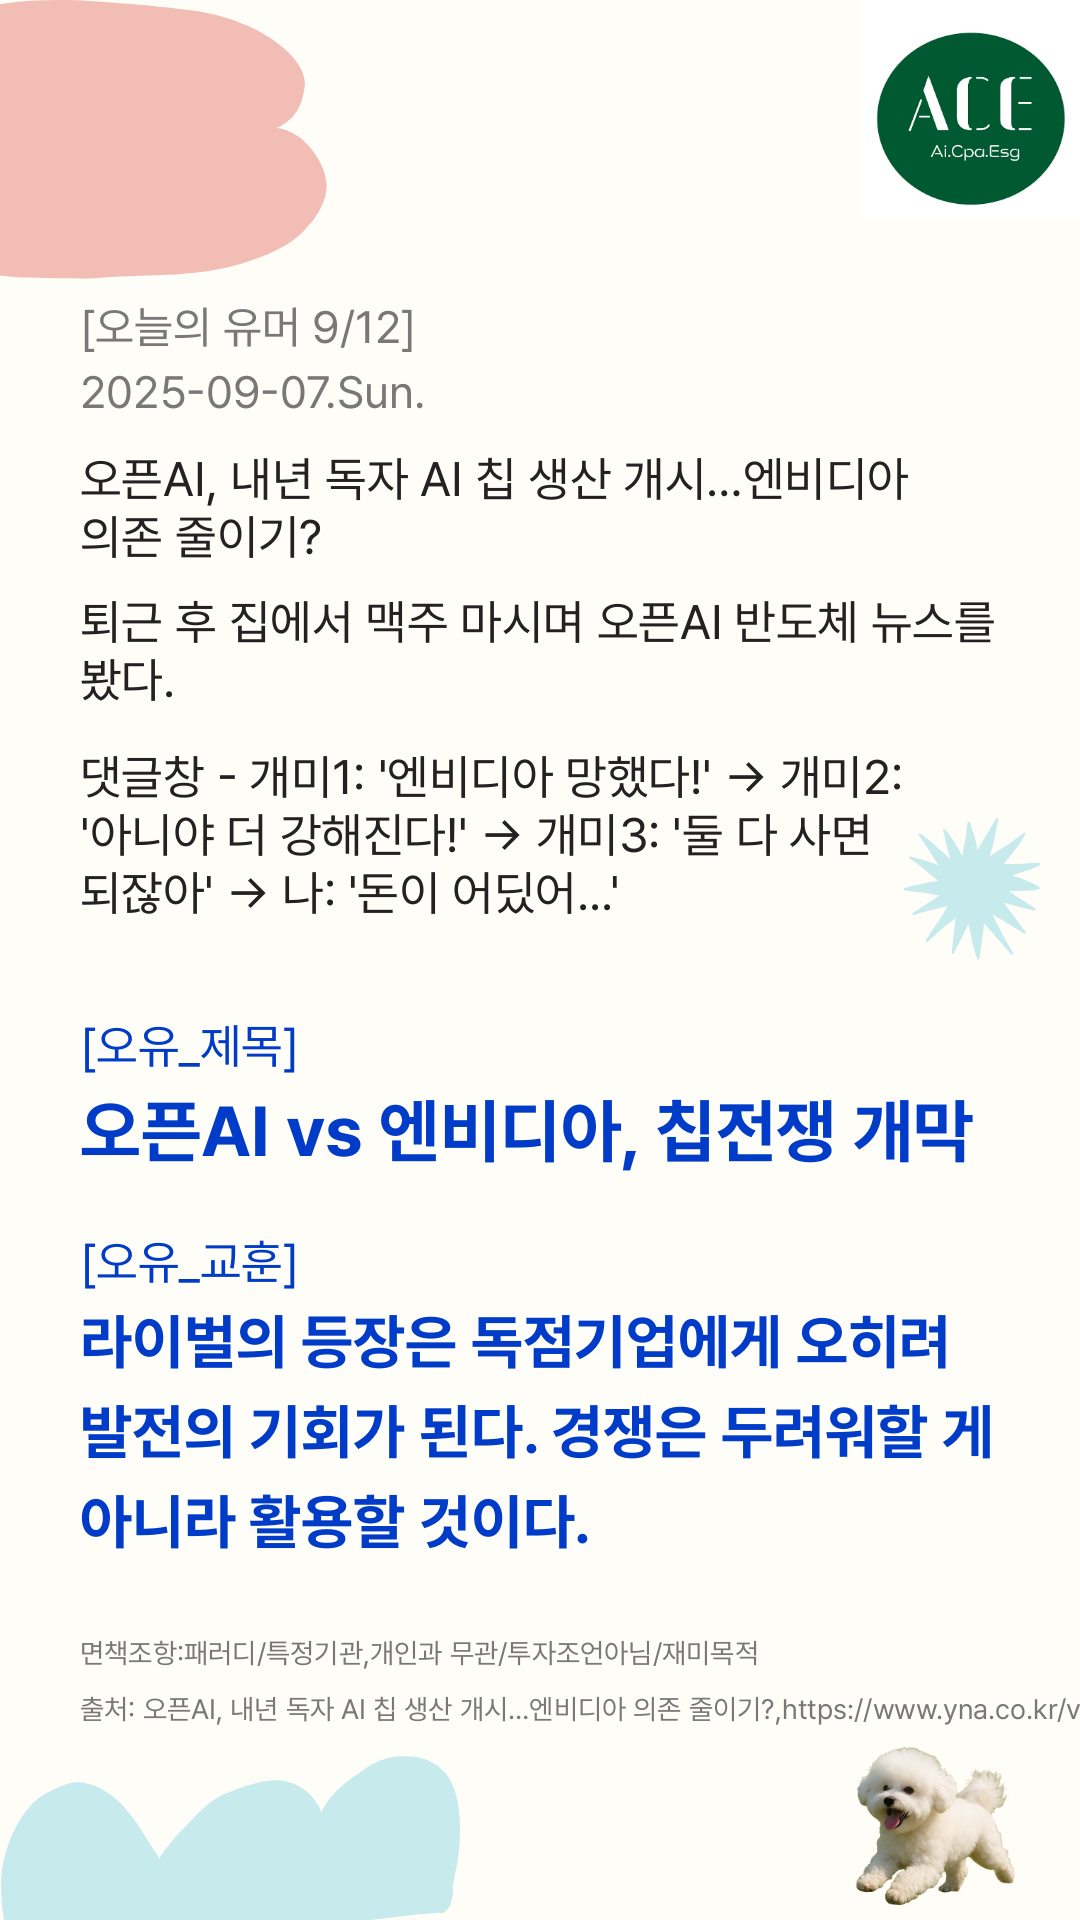 ACE
Ai.Cpa.Esg
[오늘의 유머 9/12]
2025-09-07.Sun.
오픈AI, 내년 독자 AI 칩 생산 개시...엔비디아
의존 줄이기?
퇴근 후 집에서 맥주 마시며 오픈AI 반도체 뉴스를
봤다.
댓글창 - 개미1: '엔비디아 망했다!' → 개미2:
'아니야 더 강해진다!' → 개미3: '둘 다 사면
되잖아' → 나: '돈이 어딨어...'
[오유_제목]
오픈AI vs 엔비디아, 칩전쟁 개막
[오유_교훈]
라이벌의 등장은 독점기업에게 오히려
발전의 기회가 된다. 경쟁은 두려워할 게
아니라 활용할 것이다.
면책조항:패러디/특정기관,개인과 무관/투자조언아님/재미목적
출처: 오픈AI, 내년 독자 AI 칩 생산 개시...엔비디아 의존 줄이기?,https://www.yna.co.kr/v